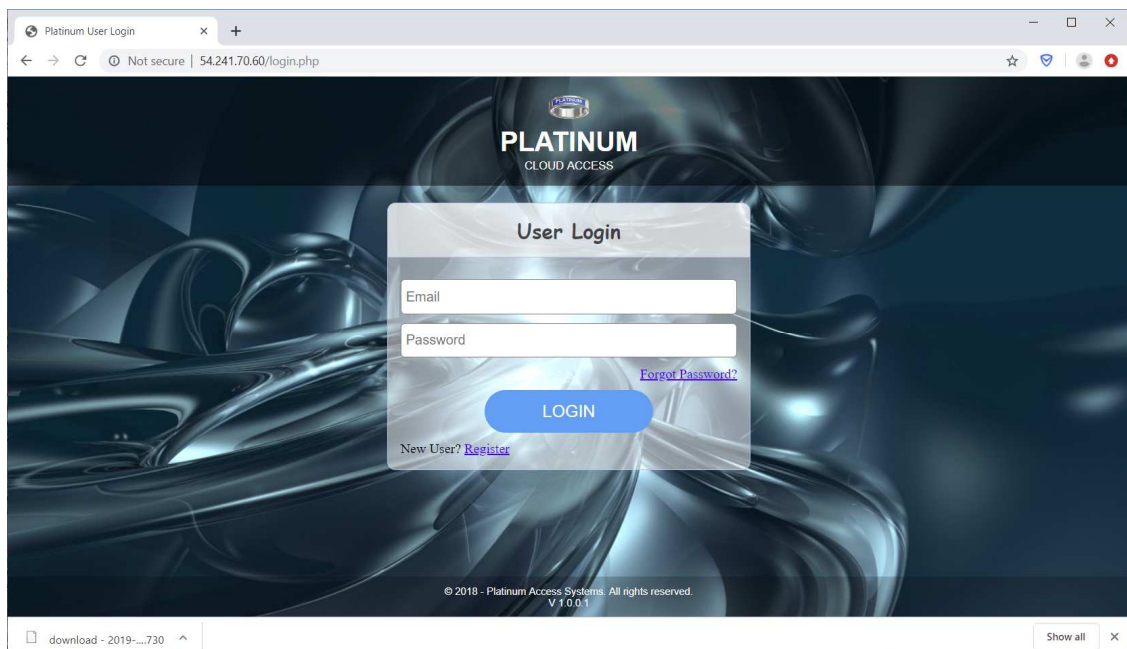 Platinum User Login
Not secure | 54.241.70.60/login.php
PLATINUM
PLATINUM
CLOUD ACCESS
User Login
Email
Password
Forgot Password?
LOGIN
New User? Register
© 2018 - Platinum Access Systems. All rights reserved.
V 1.0.0.1
download - 2019-....730
Show all